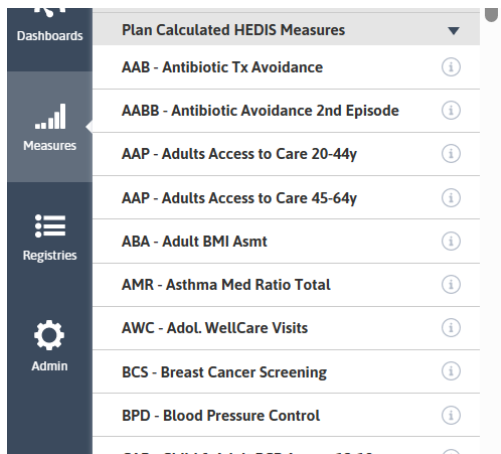 Dashboards
Plan Calculated HEDIS Measures
AAB - Antibiotic Tx Avoidance
AABB - Antibiotic Avoidance 2nd Episode
Measures
AAP - Adults Access to Care 20-44y
AAP - Adults Access to Care 45-64y
ABA - Adult BMI Asmt
Registries
AMR - Asthma Med Ratio Total
AWC - Adol. WellCare Visits
Admin
BCS - Breast Cancer Screening
BPD - Blood Pressure Control